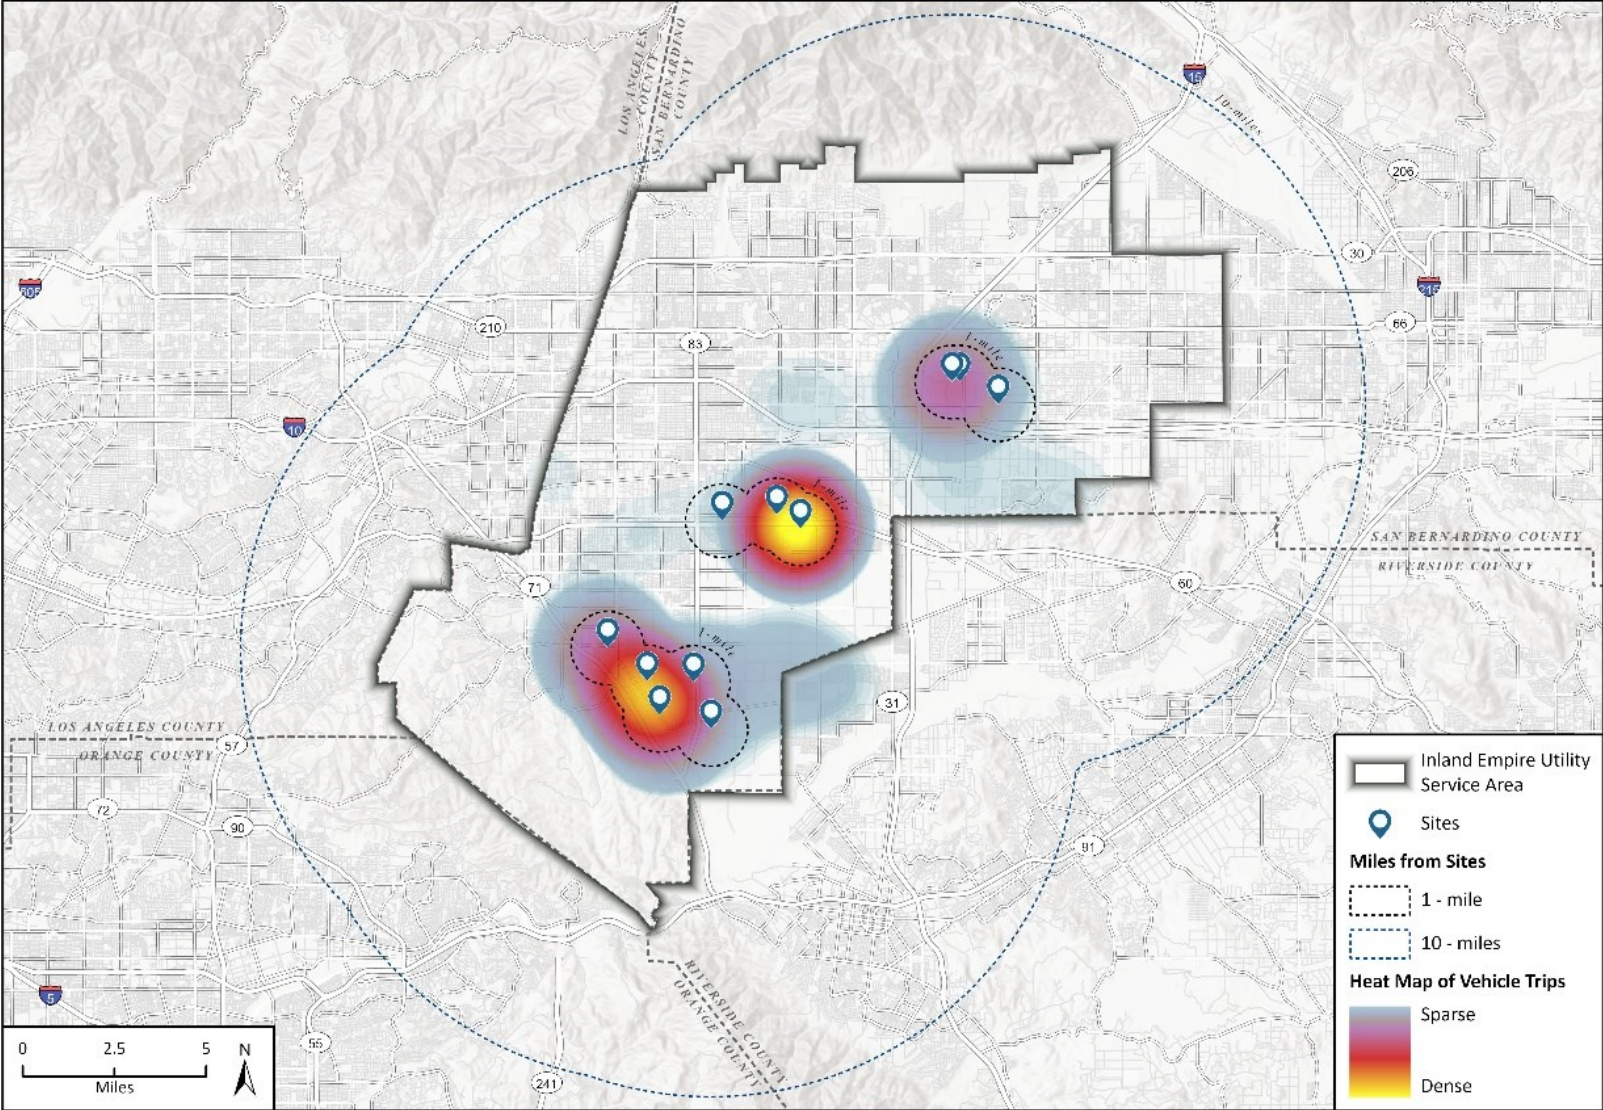 LOS ANGELES
COUNTY
SAN BERNARDINO
COUNTY
15
10-miles
206
30
605
215
210
66
83
1-mile
10
1-mile
SAN BERNARDINO COUNTY
RIVERSIDE COUNTY
71
60
1-mile
31
LOS ANGELES COUNTY
ORANGE COUNTY
57
72
90
91
RIVERSIDE COUNTY
ORANGE COUNTY
5
55
241
0 2.5 5
Miles
N
Inland Empire Utility
Service Area
Sites
Miles from Sites
1 - mile
10 - miles
Heat Map of Vehicle Trips
Sparse
Dense